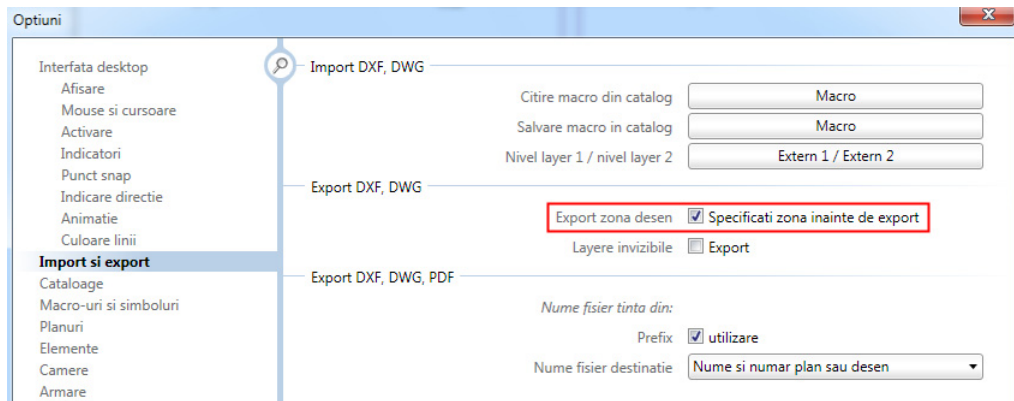 Optiuni
Interfata desktop
Afisare
Mouse si cursoare
Activare
Indicatori
Punct snap
Indicare directie
Animatie
Culoare linii
Import si export
Cataloage
Macro-uri si simboluri
Planuri
Elemente
Camere
Armare
Import DXF, DWG
Citire macro din catalog Macro
Salvare macro in catalog Macro
Nivel layer 1 / nivel layer 2 Extern 1 / Extern 2
Export DXF, DWG
Export zona desen Specificati zona inainte de export
Layere invizibile Export
Export DXF, DWG, PDF
Nume fisier tinta din:
Prefix utilizare
Nume fisier destinatie Nume si numar plan sau desen